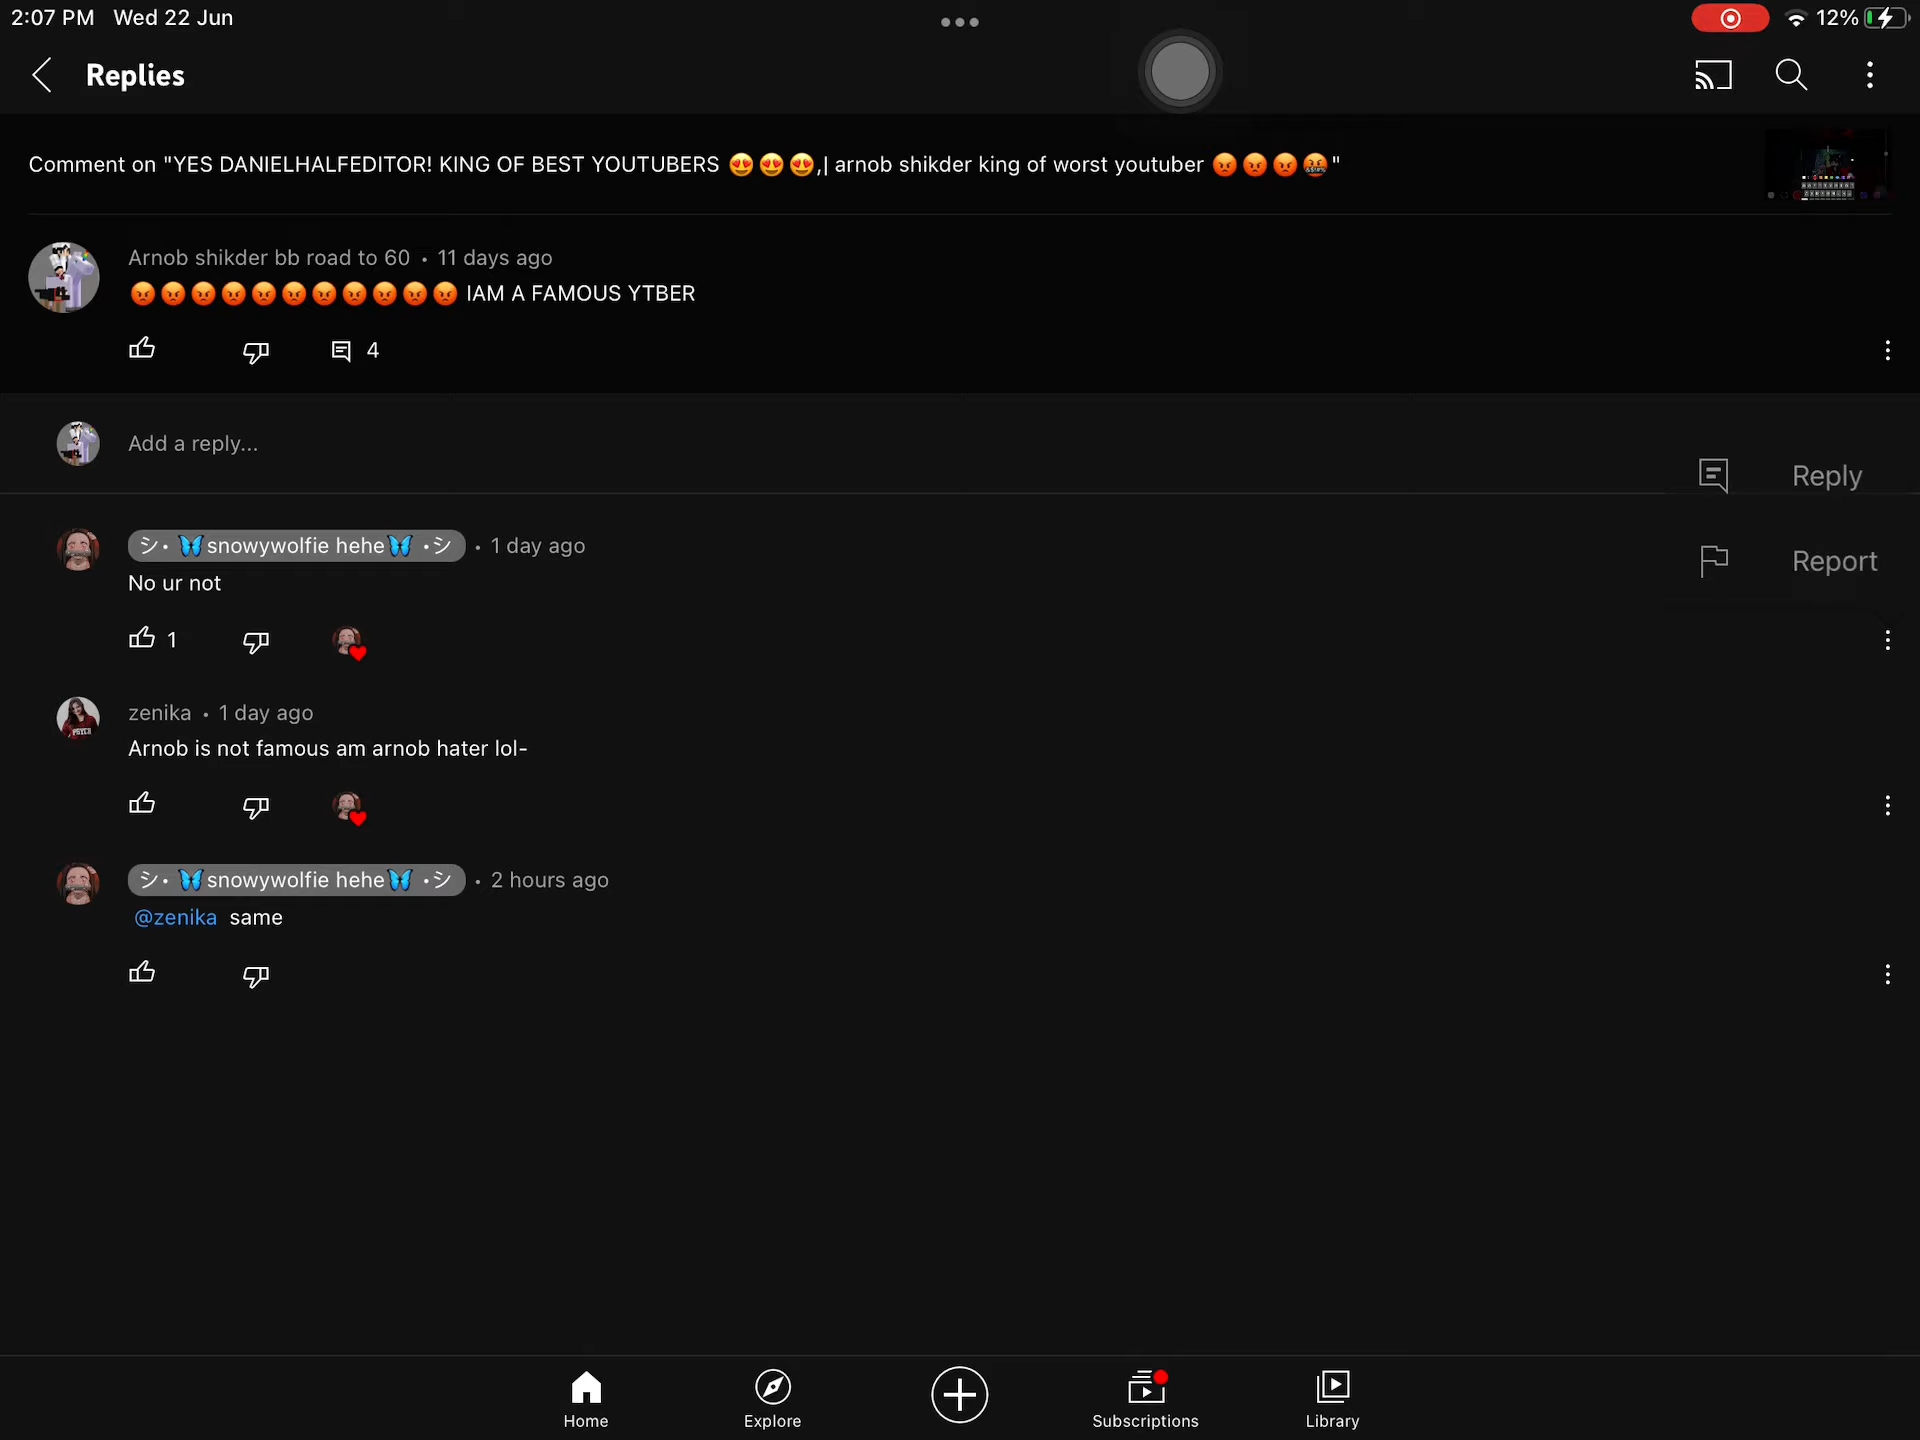 2:07 PM Wed 22 Jun
12%
Replies
Comment on "YES DANIELHALFEDITOR! KING OF BEST YOUTUBERS 😍😍😍,| arnob shikder king of worst youtuber 😡😡😡🤬"
Arnob shikder bb road to 60 • 11 days ago
😡😡😡😡😡😡😡😡😡😡😡 IAM A FAMOUS YTBER
4
Add a reply...
Reply
シ• 🦋snowywolfie hehe🦋 •シ • 1 day ago
Report
No ur not
1
zenika • 1 day ago
Arnob is not famous am arnob hater lol-
シ• 🦋snowywolfie hehe🦋 •シ • 2 hours ago
@zenika same
Home
Explore
Subscriptions
Library